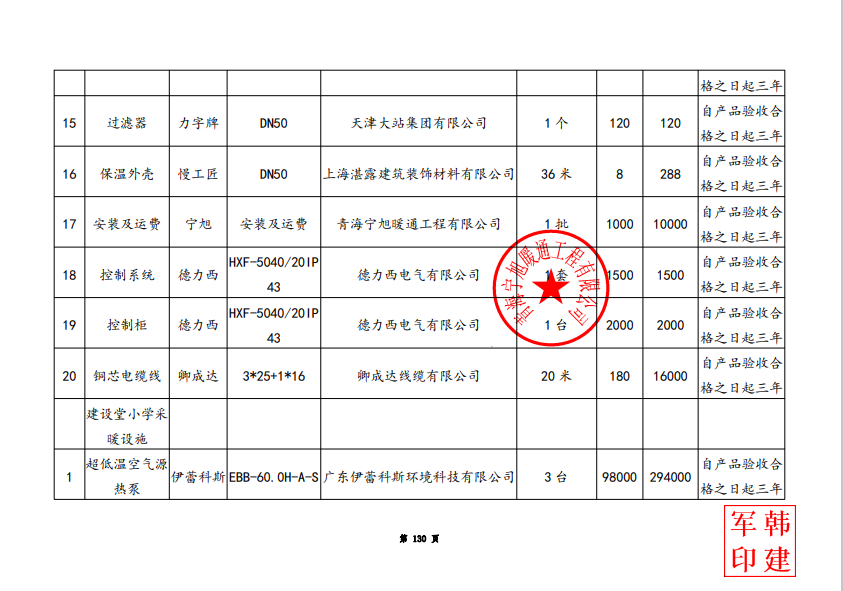 格之日起三年
15 过滤器 力字牌 DN50 天津大站集团有限公司 1 个 120 120 自产品验收合
格之日起三年
16 保温外壳 慢工匠 DN50 上海湛露建筑装饰材料有限公司 36 米 8 288 自产品验收合
格之日起三年
17 安装及运费 宁旭 安装及运费 青海宁旭暖通工程有限公司 1 批 1000 10000 自产品验收合
格之日起三年
18 控制系统 德力西 HXF-5040/20IP
43 德力西电气有限公司 1 套 1500 1500 自产品验收合
格之日起三年
19 控制柜 德力西 HXF-5040/20IP
43 德力西电气有限公司 1 台 2000 2000 自产品验收合
格之日起三年
20 铜芯电缆线 卿成达 3*25+1*16 卿成达线缆有限公司 20 米 180 16000 自产品验收合
格之日起三年
建设堂小学采
暖设施
1 超低温空气源
热泵 伊蕾科斯 EBB-60.0H-A-S 广东伊蕾科斯环境科技有限公司 3 台 98000 294000 自产品验收合
格之日起三年
青海宁旭暖通工程有限公司
第 130 页
韩建
军印